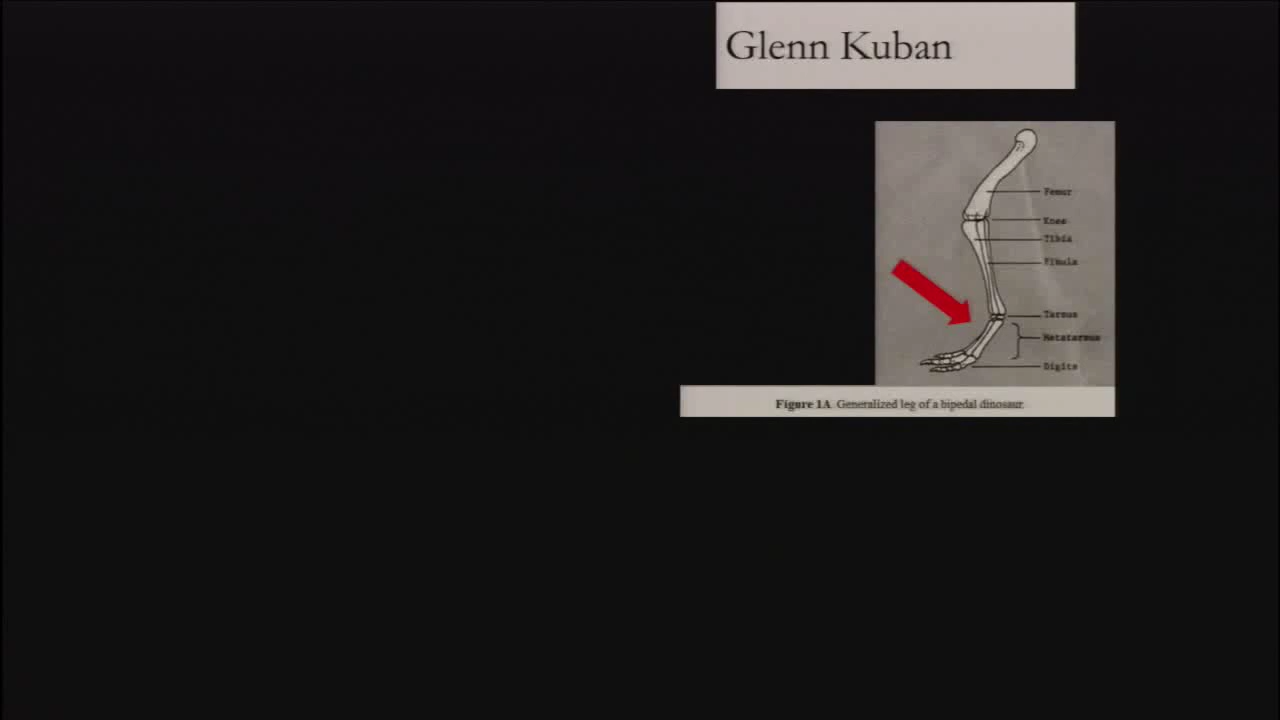 Glenn Kuban
Femur
Knee
Tibia
Fibula
Tarsus
Metatarsus
Digits
Figure 1A. Generalized leg of a bipedal dinosaur.